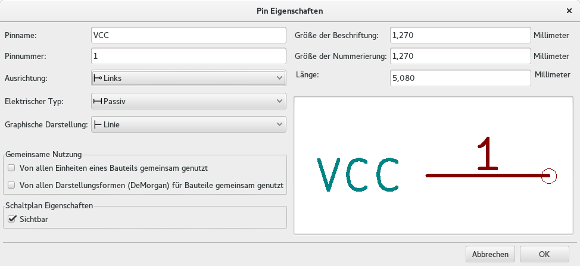 Pin Eigenschaften
Pinname: VCC
Größe der Beschriftung: 1,270 Millimeter
Pinnummer: 1
Größe der Nummerierung: 1,270 Millimeter
Ausrichtung: Links
Länge: 5,080 Millimeter
Elektrischer Typ: Passiv
Graphische Darstellung: Linie
VCC 1
Gemeinsame Nutzung
Von allen Einheiten eines Bauteils gemeinsam genutzt
Von allen Darstellungsformen (DeMorgan) für Bauteile gemeinsam genutzt
Schaltplan Eigenschaften
Sichtbar
Abbrechen OK